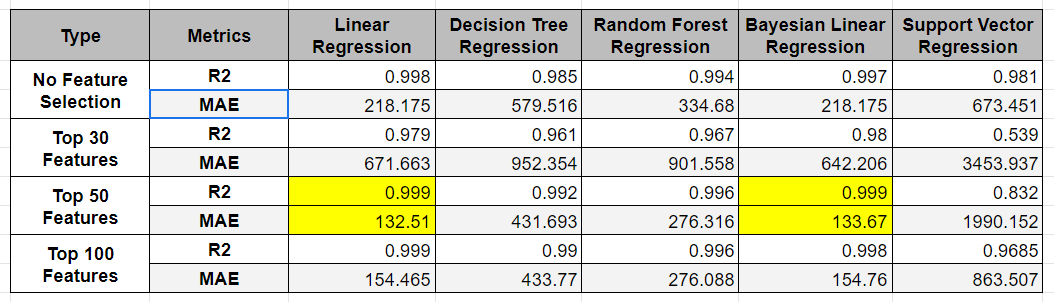 Type Metrics Linear Regression Decision Tree Regression Random Forest Regression Bayesian Linear Regression Support Vector Regression
No Feature Selection R2 0.998 0.985 0.994 0.997 0.981
MAE 218.175 579.516 334.68 218.175 673.451
Top 30 Features R2 0.979 0.961 0.967 0.98 0.539
MAE 671.663 952.354 901.558 642.206 3453.937
Top 50 Features R2 0.999 0.992 0.996 0.999 0.832
MAE 132.51 431.693 276.316 133.67 1990.152
Top 100 Features R2 0.999 0.99 0.996 0.998 0.9685
MAE 154.465 433.77 276.088 154.76 863.507